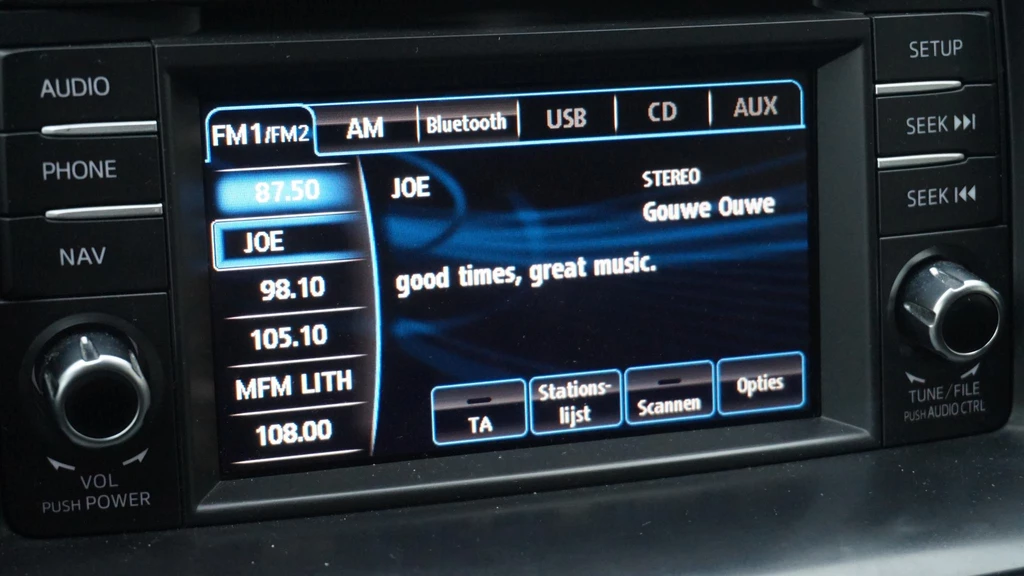 AUDIO
PHONE
NAV
VOL
PUSH POWER
FM1/FM2
AM
Bluetooth
USB
CD
AUX
87.50
JOE
98.10
105.10
MFM LITH
108.00
JOE
STEREO
Gouwe Ouwe
good times, great music.
TA
Stations-
lijst
Scannen
Opties
SETUP
SEEK
SEEK
TUNE/FILE
PUSH AUDIO CTRL